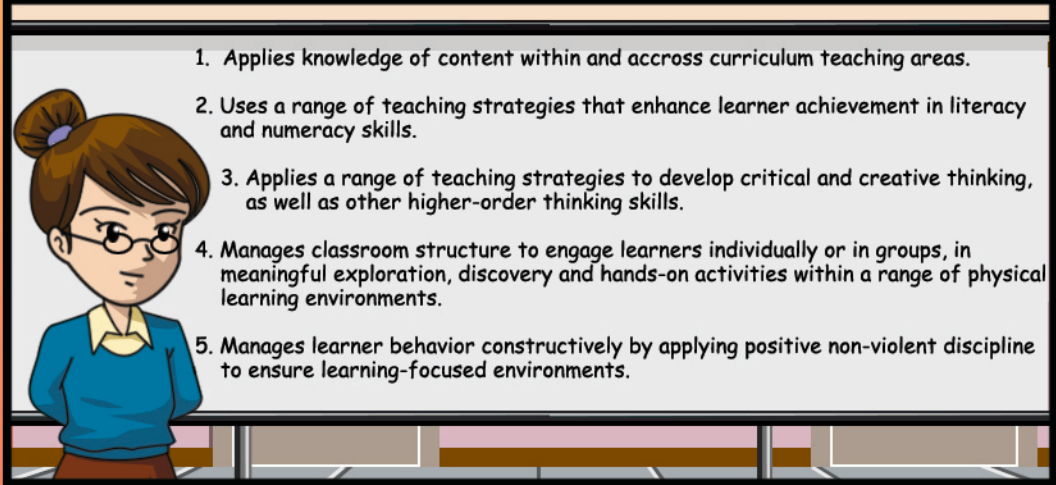 1. Applies knowledge of content within and accross curriculum teaching areas.
2. Uses a range of teaching strategies that enhance learner achievement in literacy
and numeracy skills.
3. Applies a range of teaching strategies to develop critical and creative thinking,
as well as other higher-order thinking skills.
4. Manages classroom structure to engage learners individually or in groups, in
meaningful exploration, discovery and hands-on activities within a range of physical
learning environments.
5. Manages learner behavior constructively by applying positive non-violent discipline
to ensure learning-focused environments.